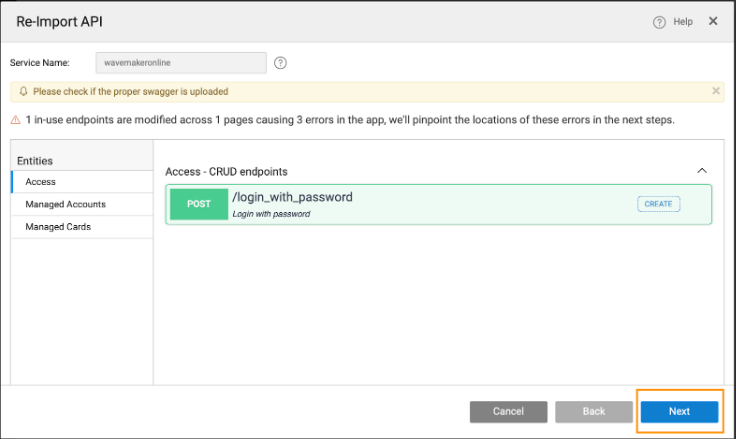 Re-Import API
Help
Service Name:
wavemakeronline
Please check if the proper swagger is uploaded
1 in-use endpoints are modified across 1 pages causing 3 errors in the app, we'll pinpoint the locations of these errors in the next steps.
Entities
Access
Managed Accounts
Managed Cards
Access - CRUD endpoints
POST
/login_with_password
CREATE
Login with password
Cancel
Back
Next